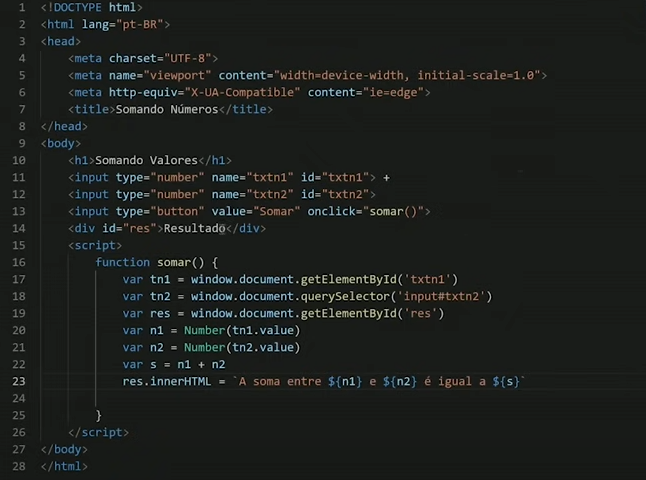 1 <!DOCTYPE html>
2 <html lang="pt-BR">
3 <head>
4 <meta charset="UTF-8">
5 <meta name="viewport" content="width=device-width, initial-scale=1.0">
6 <meta http-equiv="X-UA-Compatible" content="ie=edge">
7 <title>Somando Números</title>
8 </head>
9 <body>
10 <h1>Somando Valores</h1>
11 <input type="number" name="txtn1" id="txtn1"> +
12 <input type="number" name="txtn2" id="txtn2">
13 <input type="button" value="Somar" onclick="somar()">
14 <div id="res">Resultado</div>
15 <script>
16 function somar() {
17 var tn1 = window.document.getElementById('txtn1')
18 var tn2 = window.document.querySelector('input#txtn2')
19 var res = window.document.getElementById('res')
20 var n1 = Number(tn1.value)
21 var n2 = Number(tn2.value)
22 var s = n1 + n2
23 res.innerHTML = `A soma entre ${n1} e ${n2} é igual a ${s}`
24
25 }
26 </script>
27 </body>
28 </html>